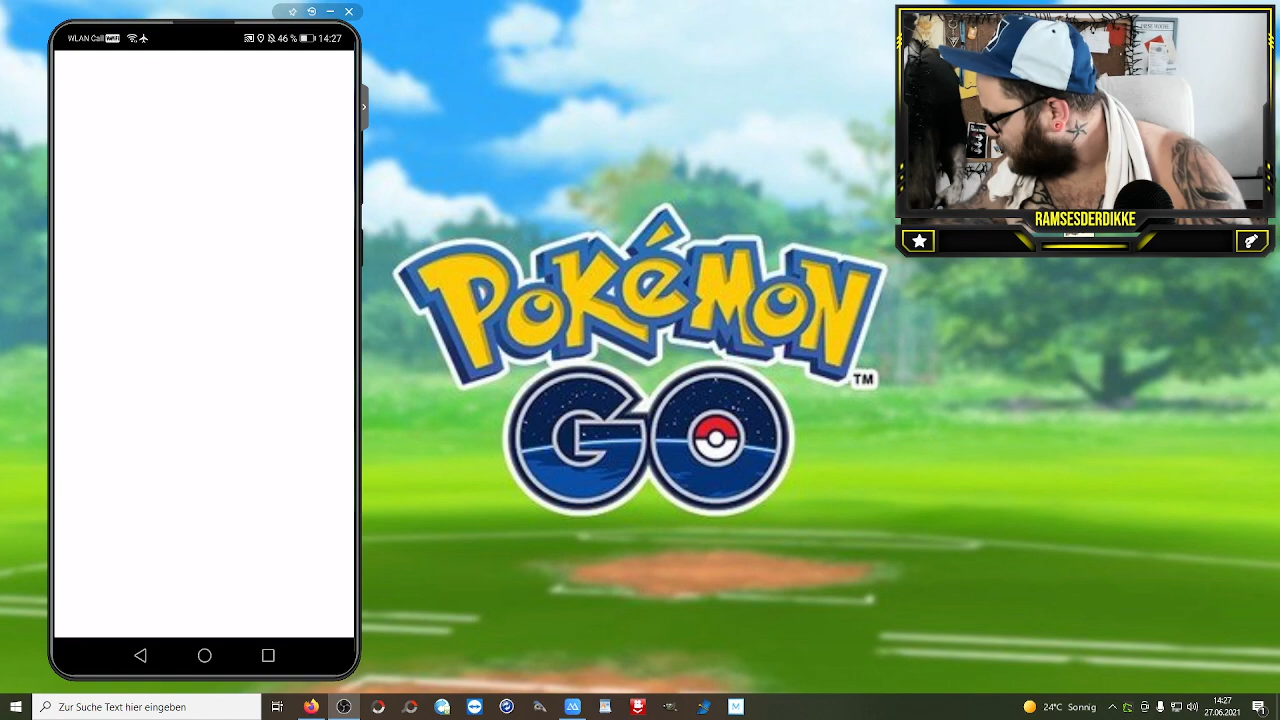 WLAN Call WiFi
46 % 14:27
POKÉMON
TM
GO
RAMSESDERDIKKE
Zur Suche Text hier eingeben
M
24°C Sonnig
14:27
27.06.2021